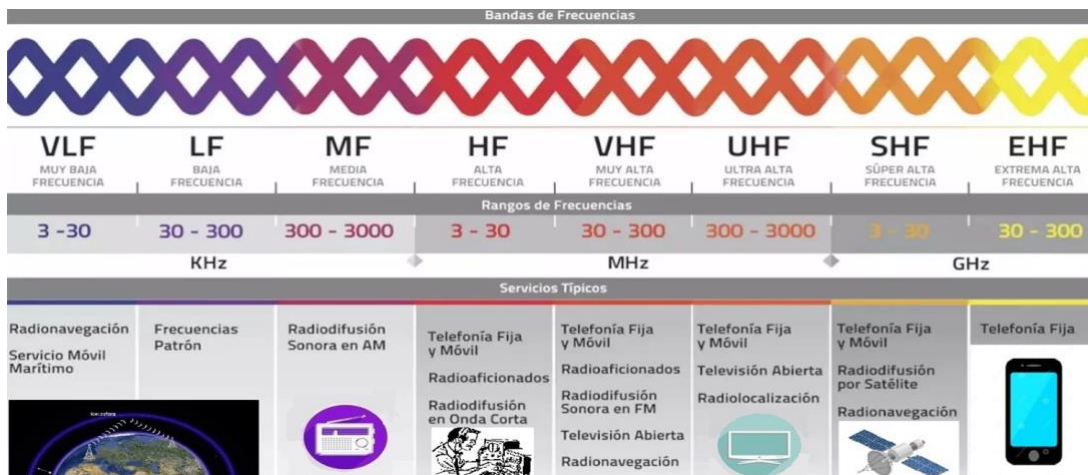 Bandas de Frecuencias
VLF LF MF HF VHF UHF SHF EHF
MUY BAJA FRECUENCIA
BAJA FRECUENCIA
MEDIA FRECUENCIA
ALTA FRECUENCIA
MUY ALTA FRECUENCIA
ULTRA ALTA FRECUENCIA
SÚPER ALTA FRECUENCIA
EXTREMA ALTA FRECUENCIA
Rangos de Frecuencias
3 -30 30 - 300 300 - 3000 3 - 30 30 - 300 300 - 3000 3 - 30 30 - 300
KHz MHz GHz
Servicios Típicos
Radionavegación
Servicio Móvil
Marítimo
Frecuencias
Patrón
Radiodifusión
Sonora en AM
Telefonía Fija
y Móvil
Radioaficionados
Radiodifusión
en Onda Corta
Telefonía Fija
y Móvil
Radioaficionados
Radiodifusión
Sonora en FM
Televisión Abierta
Radionavegación
Telefonía Fija
y Móvil
Televisión Abierta
Radiolocalización
Telefonía Fija
y Móvil
Radiodifusión
por Satélite
Radionavegación
Telefonía Fija